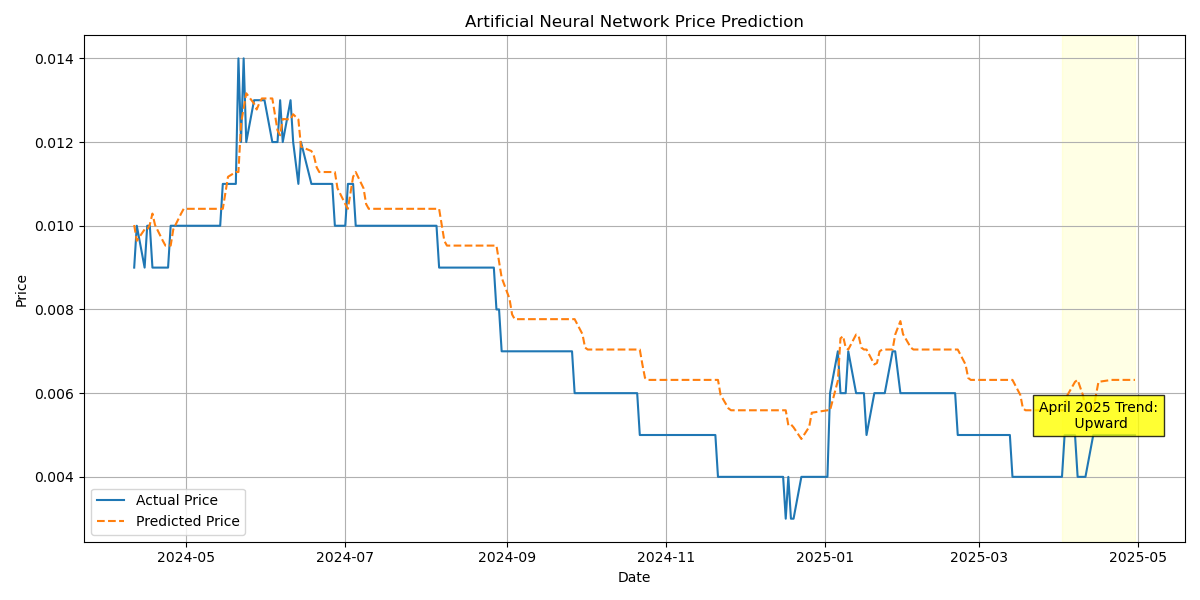 Artificial Neural Network Price Prediction
Price
0.014
0.012
0.010
0.008
0.006
0.004
April 2025 Trend:
Upward
Actual Price
Predicted Price
2024-05
2024-07
2024-09
2024-11
2025-01
2025-03
2025-05
Date